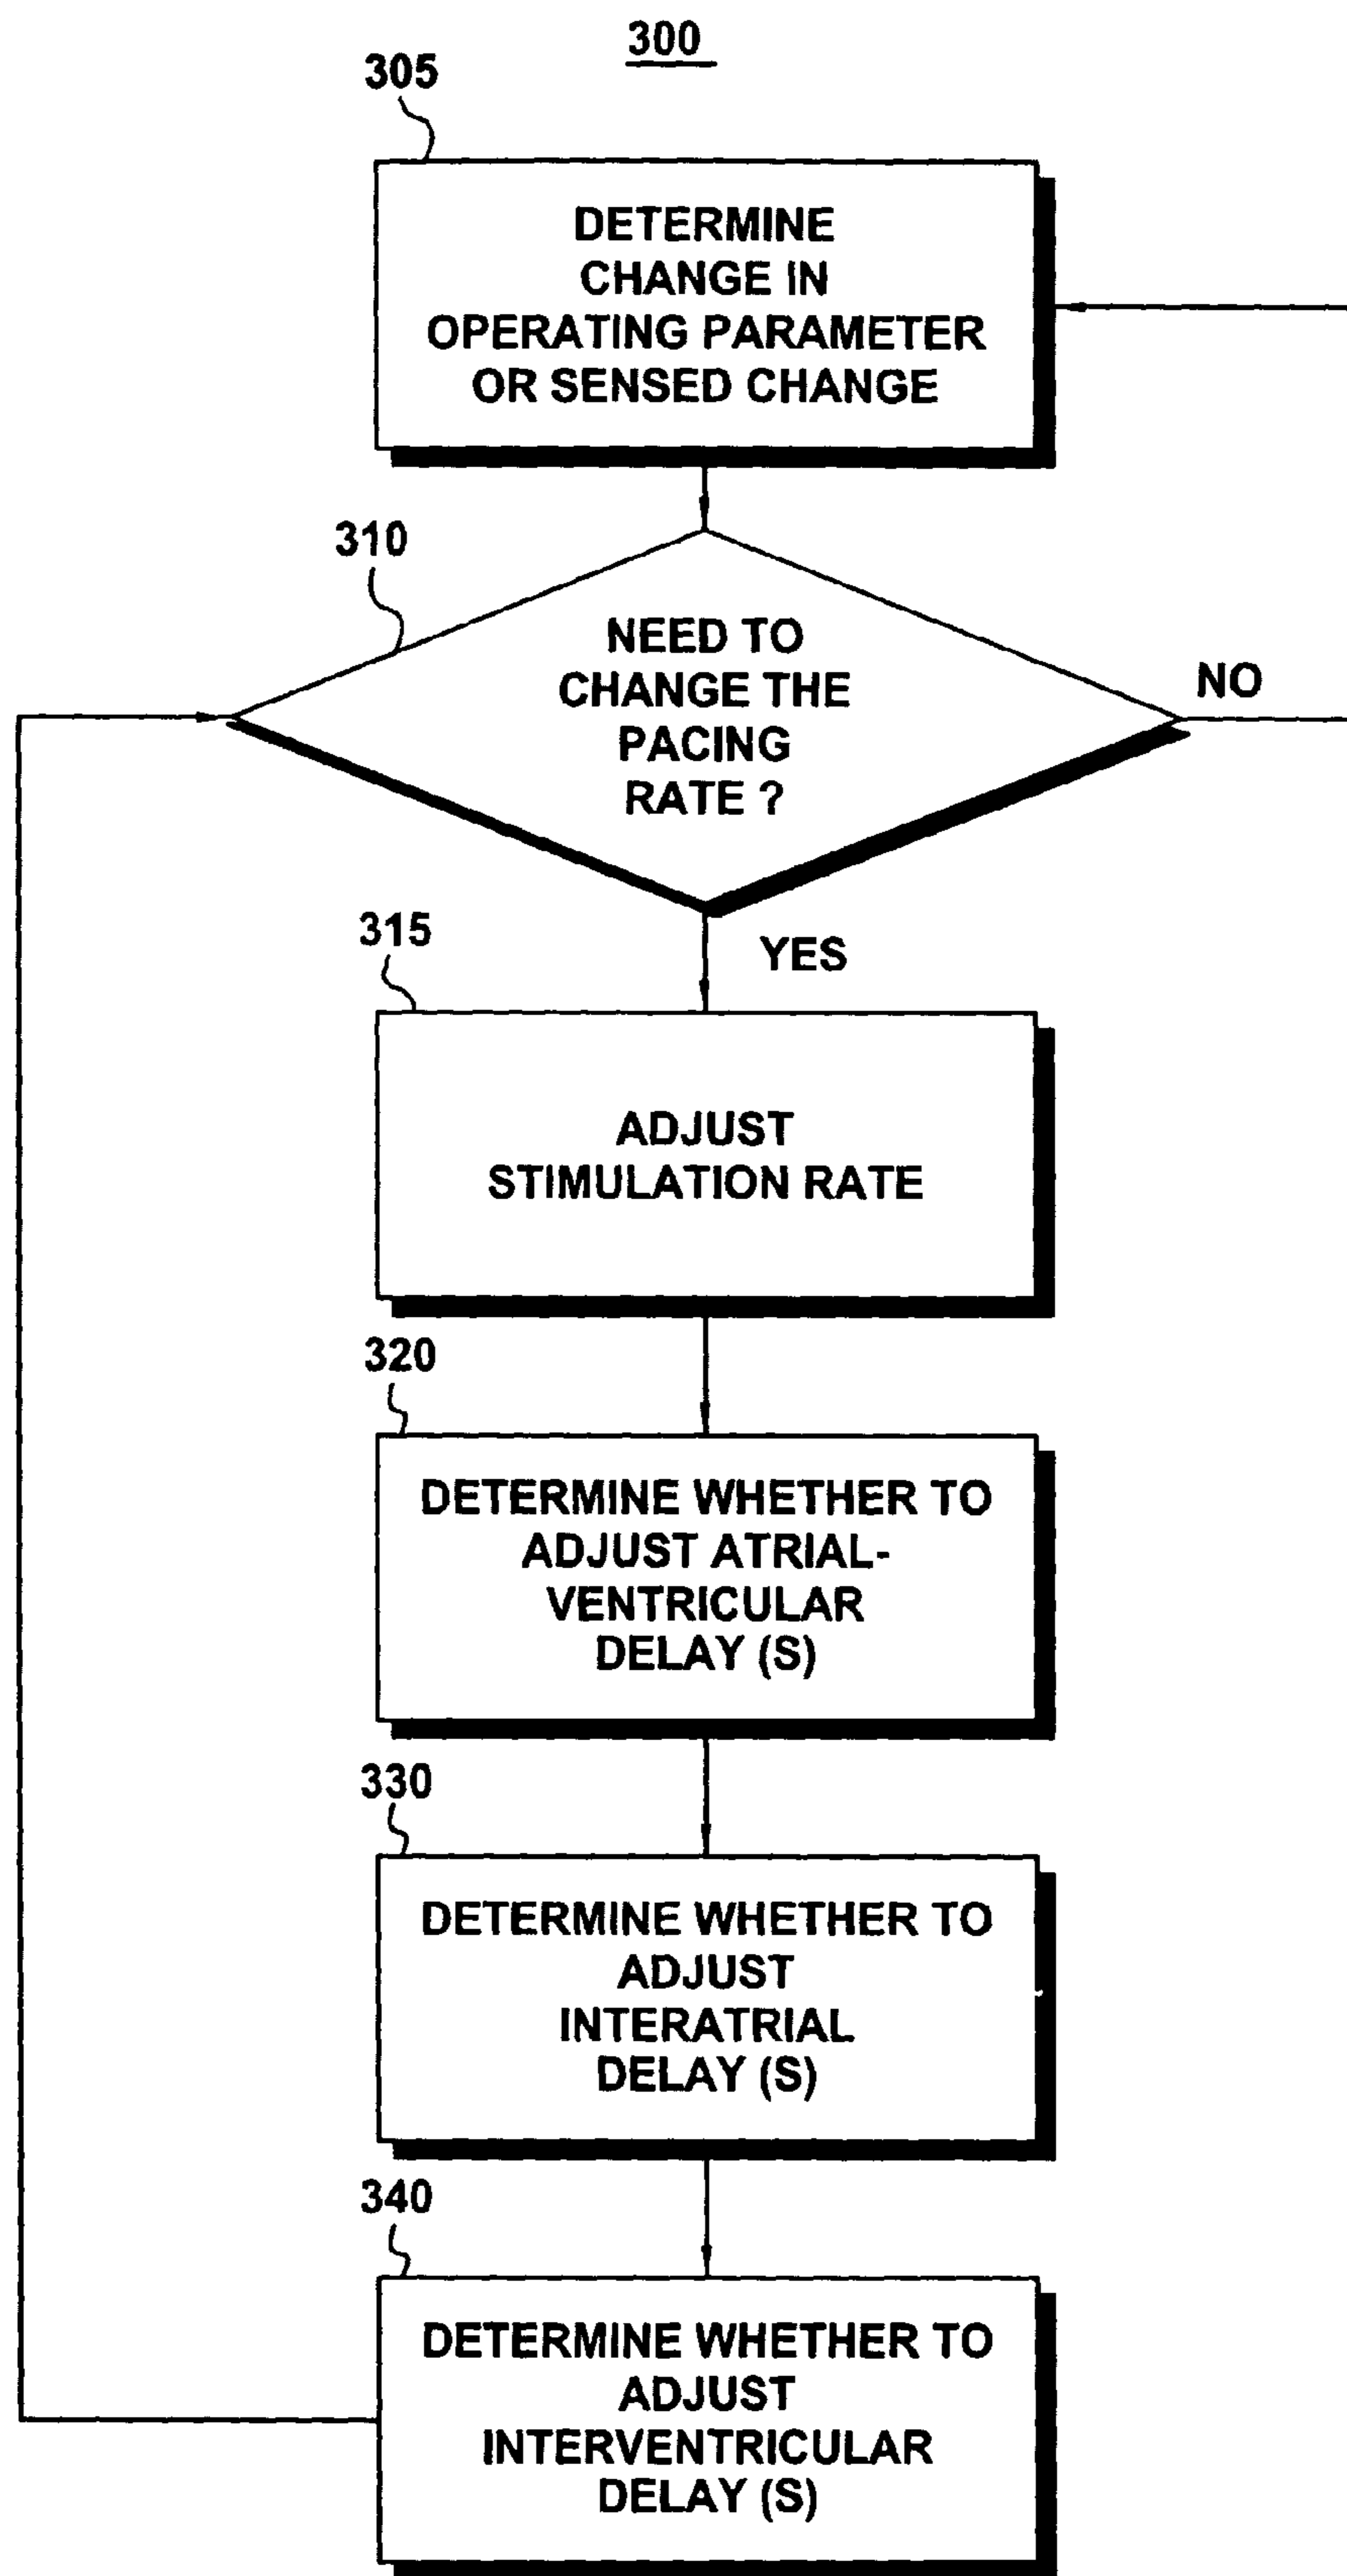 300
305
DETERMINE
CHANGE IN
OPERATING PARAMETER
OR SENSED CHANGE
310
NEED TO
CHANGE THE
PACING
RATE ?
NO
YES
315
ADJUST
STIMULATION RATE
320
DETERMINE WHETHER TO
ADJUST ATRIAL-
VENTRICULAR
DELAY (S)
330
DETERMINE WHETHER TO
ADJUST
INTERATRIAL
DELAY (S)
340
DETERMINE WHETHER TO
ADJUST
INTERVENTRICULAR
DELAY (S)